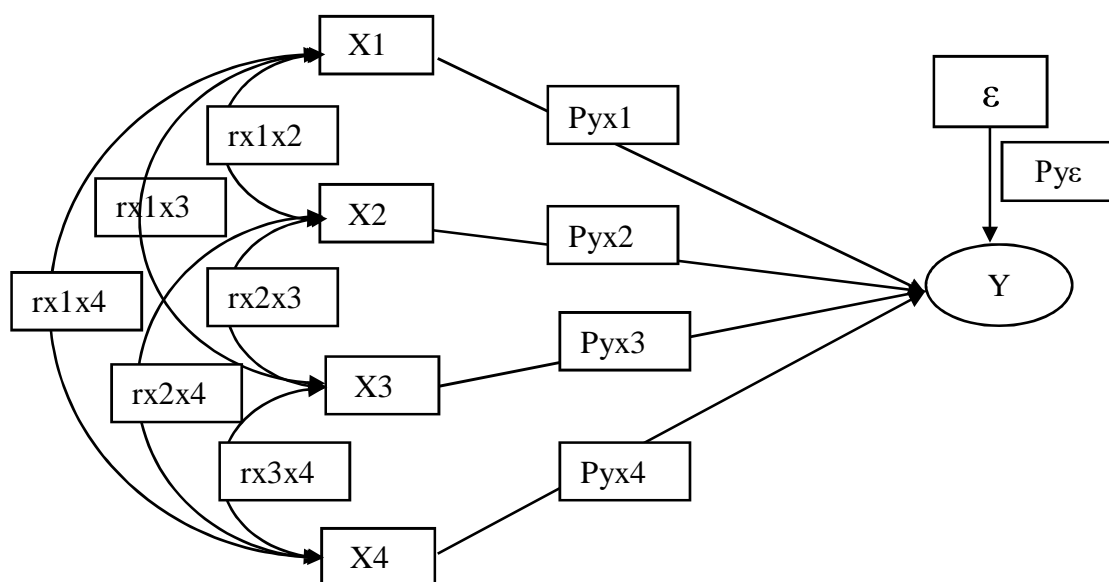 X1
ε
Pyx1
rx1x2
Pyε
rx1x3
X2
Pyx2
Y
rx1x4
rx2x3
Pyx3
rx2x4
X3
rx3x4
Pyx4
X4